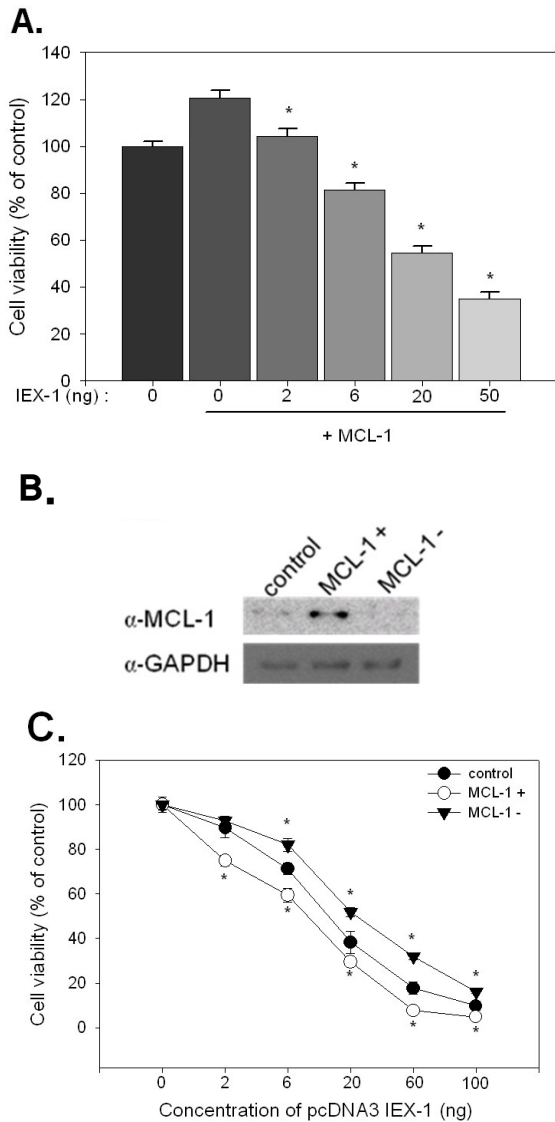 A.
Cell viability (% of control)
140
120
100
80
60
40
20
0
*
*
*
*
IEX-1 (ng) : 0 0 2 6 20 50
+ MCL-1
B.
control MCL-1 + MCL-1 -
α-MCL-1
α-GAPDH
C.
Cell viability (% of control)
120
100
80
60
40
20
0
control
MCL-1 +
MCL-1 -
*
*
*
*
*
*
*
*
*
0 2 6 20 60 100
Concentration of pcDNA3 IEX-1 (ng)